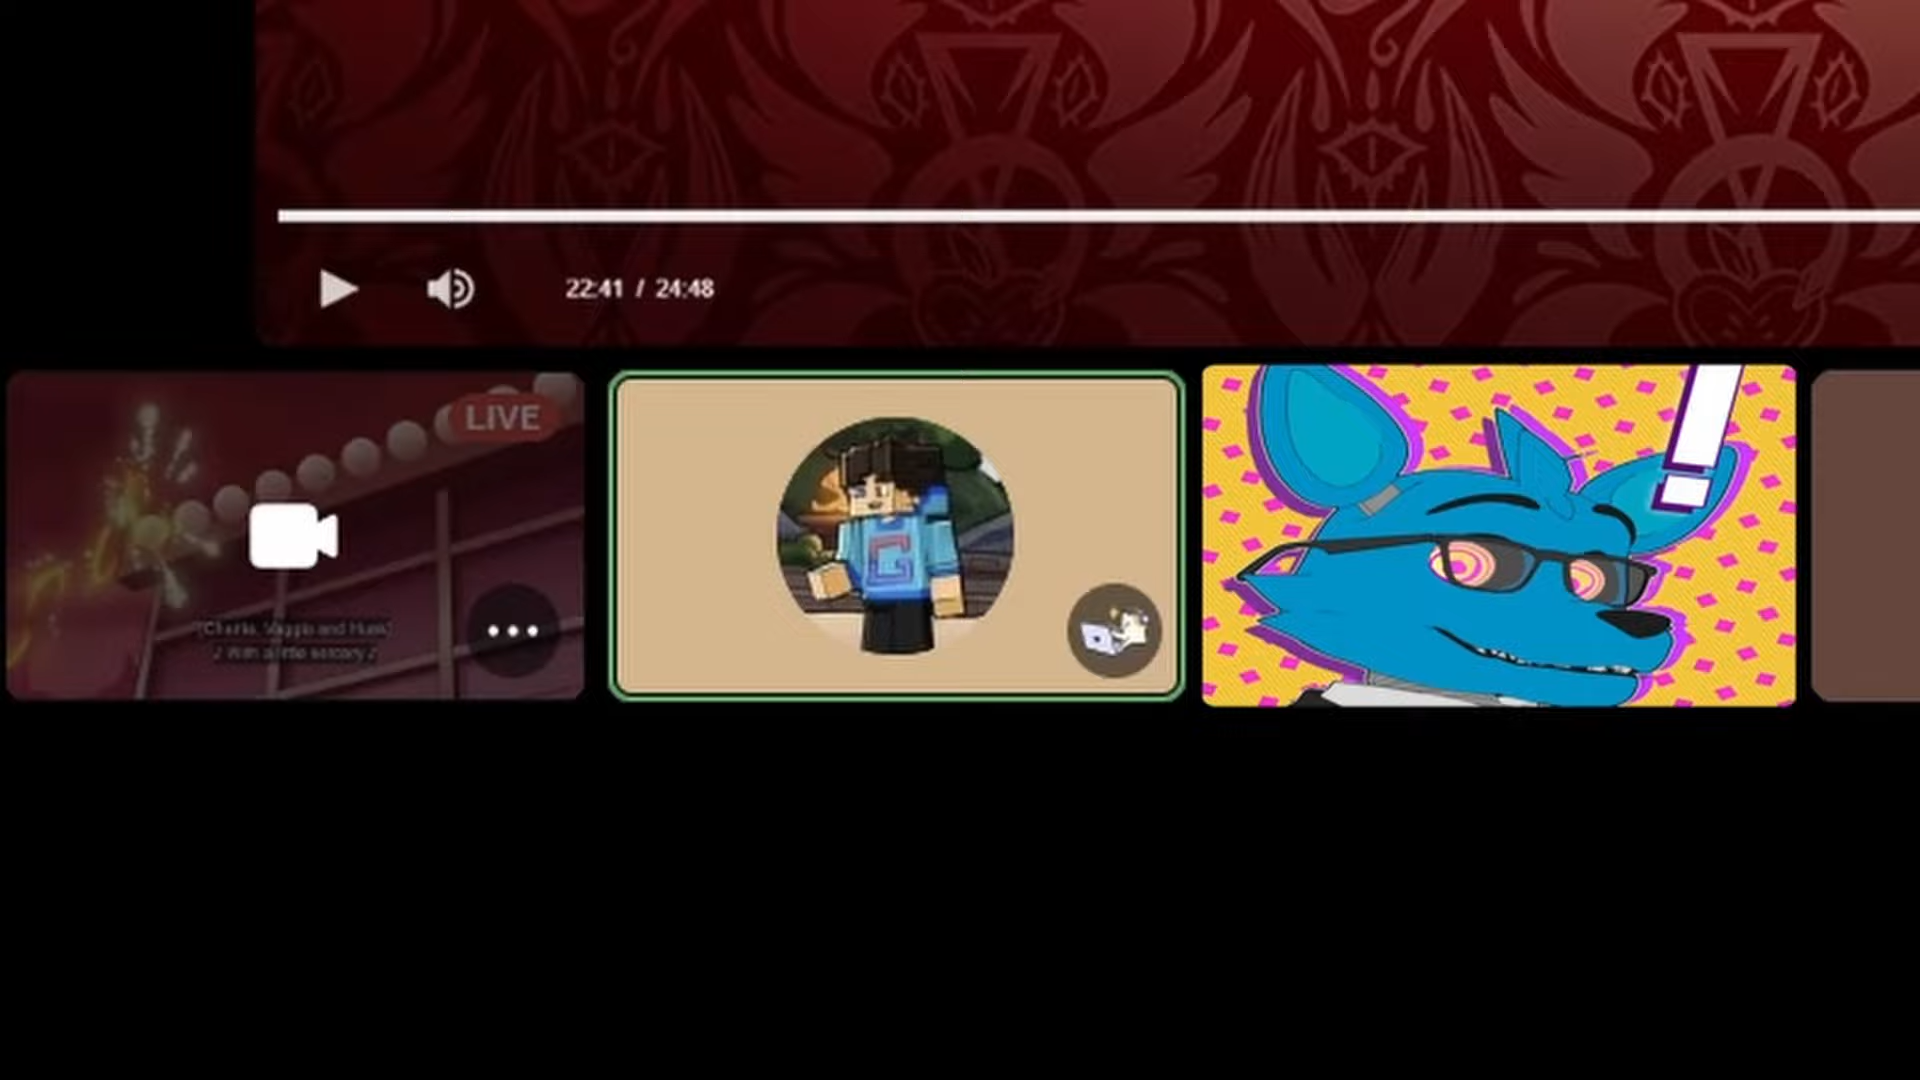 22:41 / 24:48
LIVE
[Charlie, Vaggie and Husk]
♪ With a little sorcery ♪
G